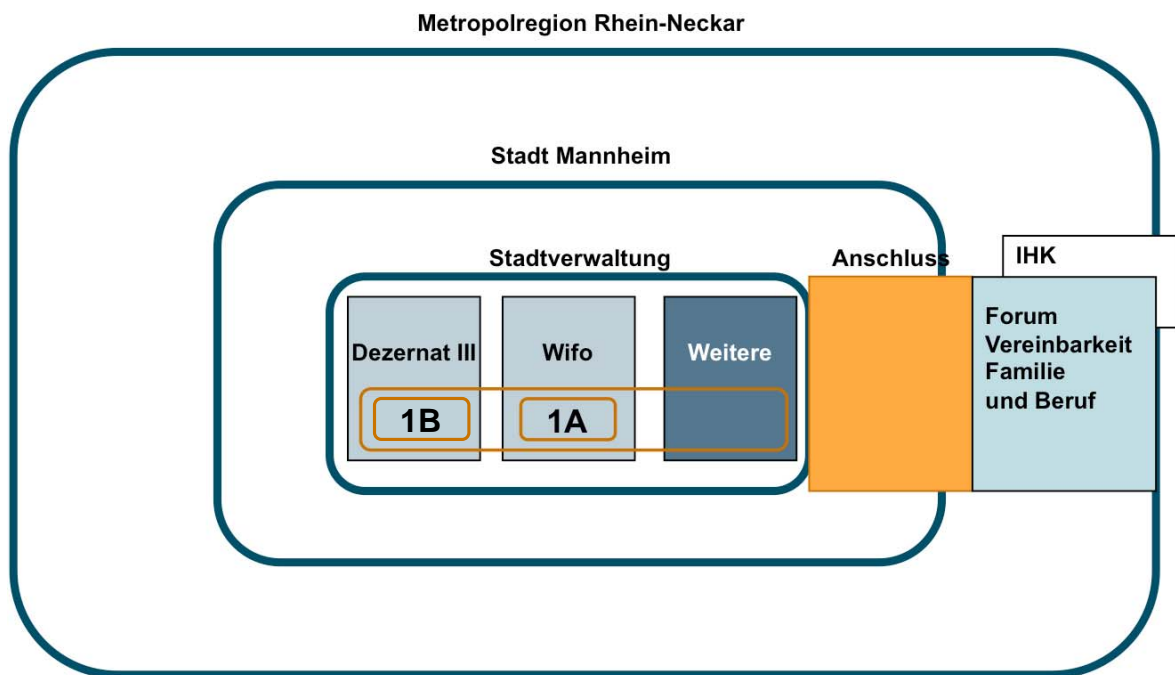 Metropolregion Rhein-Neckar
Stadt Mannheim
Stadtverwaltung
Anschluss
IHK
Dezernat III
Wifo
Weitere
Forum
Vereinbarkeit
Familie
und Beruf
1B
1A